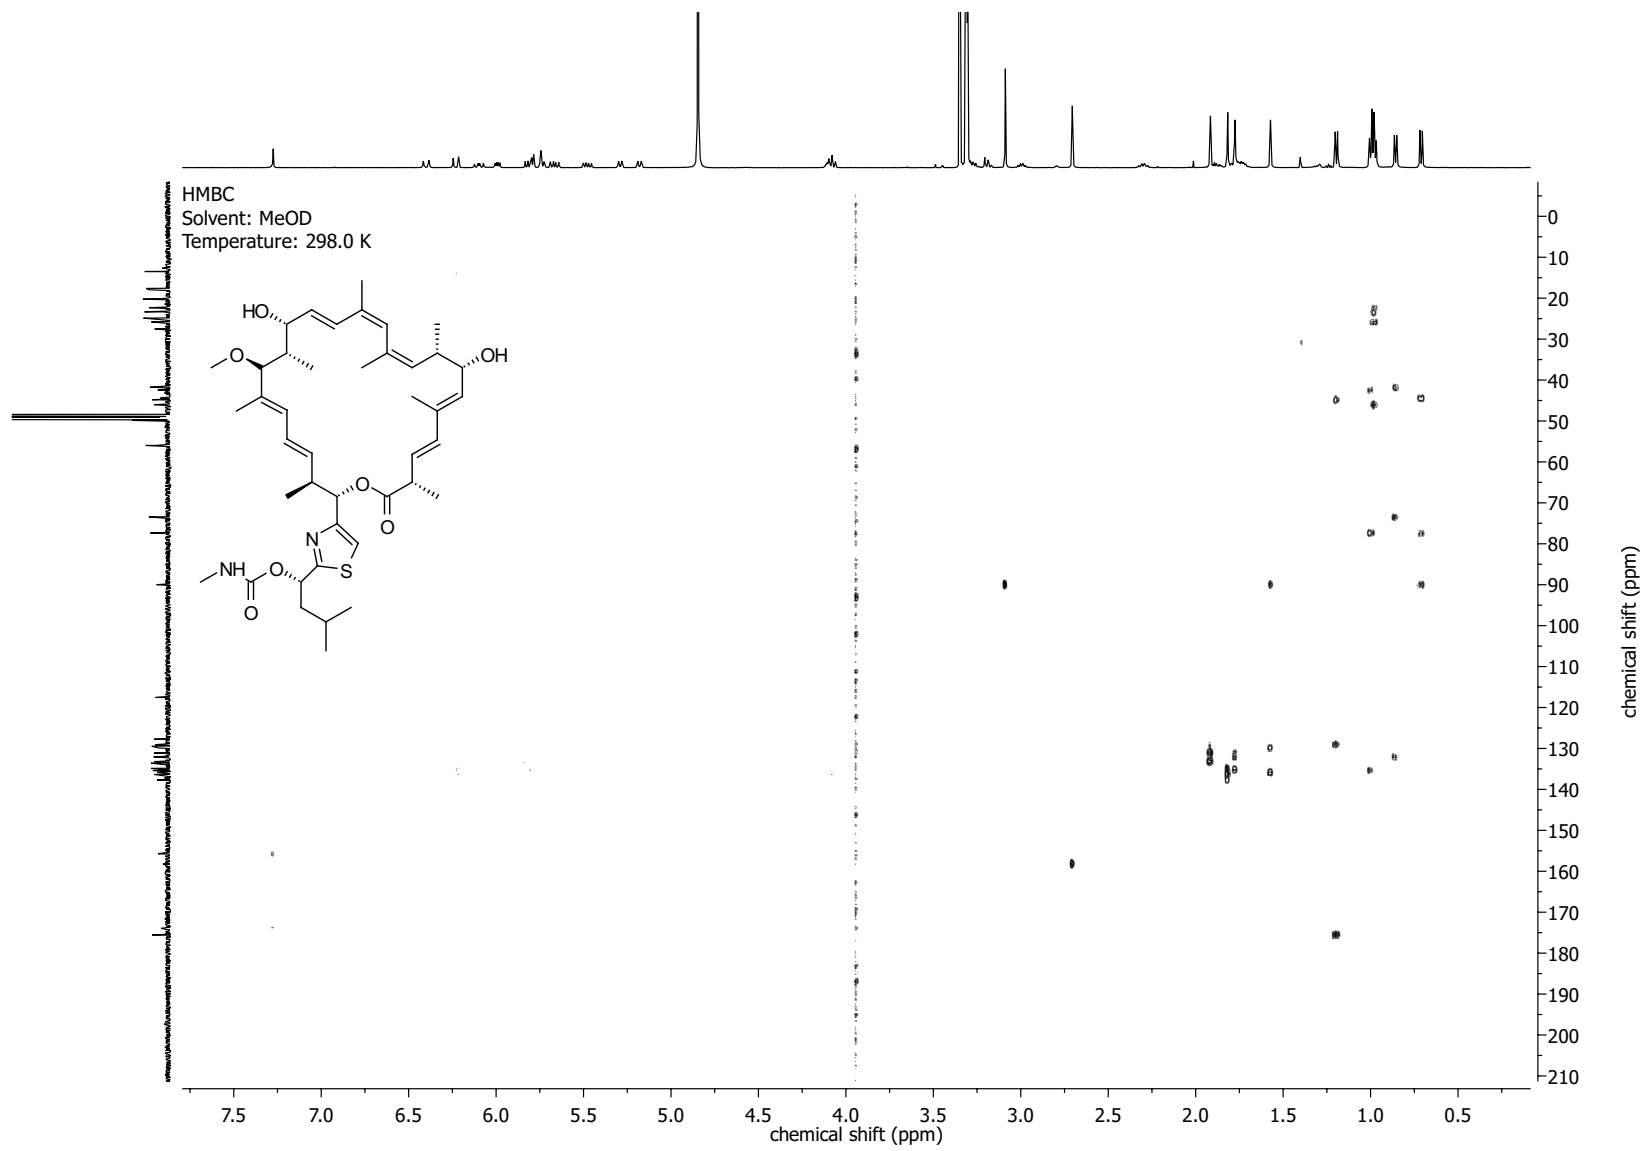 HMBC
Solvent: MeOD
Temperature: 298.0 K
HO
O
OH
O
O
N
S
NH
O
O
0
10
20
30
40
50
60
70
80
90
100
110
120
130
140
150
160
170
180
190
200
210
chemical shift (ppm)
7.5 7.0 6.5 6.0 5.5 5.0 4.5 4.0 3.5 3.0 2.5 2.0 1.5 1.0 0.5
chemical shift (ppm)